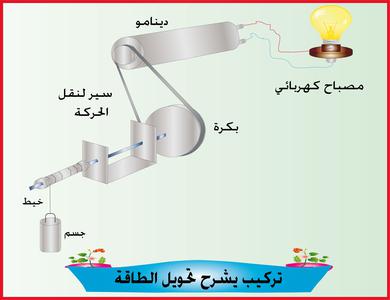 دينامو
مصباح كهربائي
سير لنقل
الحركة
بكرة
خيط
جسم
تركيب يشرح تحويل الطاقة